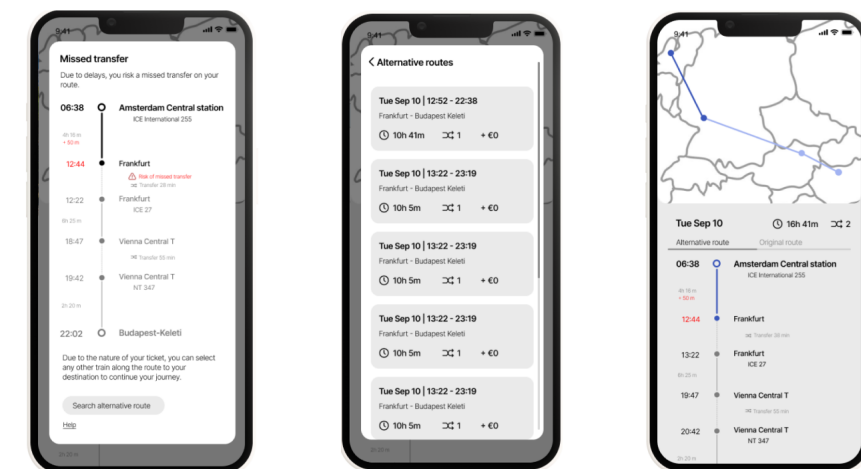 9:41
Missed transfer
Due to delays, you risk a missed transfer on your
route.
06:38 Amsterdam Central station
ICE International 255
4h 16 m
+ 50 m
12:44 Frankfurt
Risk of missed transfer
Transfer 28 min
12:22 Frankfurt
ICE 27
6h 25 m
18:47 Vienna Central T
Transfer 55 min
19:42 Vienna Central T
NT 347
2h 20 m
22:02 Budapest-Keleti
Due to the nature of your ticket, you can select
any other train along the route to your
destination to continue your journey.
Search alternative route
Help
2h 20 m
9:41
Alternative routes
Tue Sep 10 | 12:52 - 22:38
Frankfurt - Budapest Keleti
10h 41m 1 + €0
Tue Sep 10 | 13:22 - 23:19
Frankfurt - Budapest Keleti
10h 5m 1 + €0
Tue Sep 10 | 13:22 - 23:19
Frankfurt - Budapest Keleti
10h 5m 1 + €0
Tue Sep 10 | 13:22 - 23:19
Frankfurt - Budapest Keleti
10h 5m 1 + €0
Tue Sep 10 | 13:22 - 23:19
Frankfurt - Budapest Keleti
10h 5m 1 + €0
2h 20 m
9:41
Tue Sep 10 16h 41m 2
Alternative route Original route
06:38 Amsterdam Central station
ICE International 255
4h 16 m
+ 50 m
12:44 Frankfurt
Transfer 38 min
13:22 Frankfurt
ICE 27
6h 25 m
19:47 Vienna Central T
Transfer 55 min
20:42 Vienna Central T
NT 347
2h 20 m